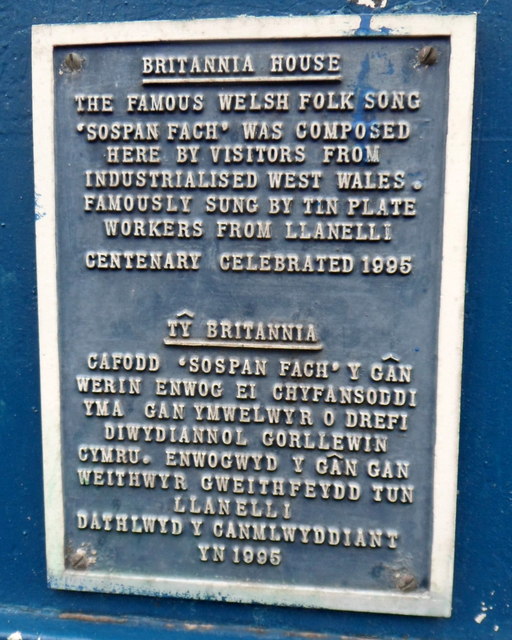 BRITANNIA HOUSE
THE FAMOUS WELSH FOLK SONG
'SOSPAN FACH' WAS COMPOSED
HERE BY VISITORS FROM
INDUSTRIALISED WEST WALES.
FAMOUSLY SUNG BY TIN PLATE
WORKERS FROM LLANELLI
CENTENARY CELEBRATED 1995
TŶ BRITANNIA
CAFODD 'SOSPAN FACH' Y GÂN
WERIN ENWOG EI CHYFANSODDI
YMA GAN YMWELWYR O DREFI
DIWYDIANNOL GORLLEWIN
CYMRU. ENWOGWYD Y GÂN GAN
WEITHWYR GWEITHFEYDD TUN
LLANELLI
DATHLWYD Y CANMLWYDDIANT
YN 1995